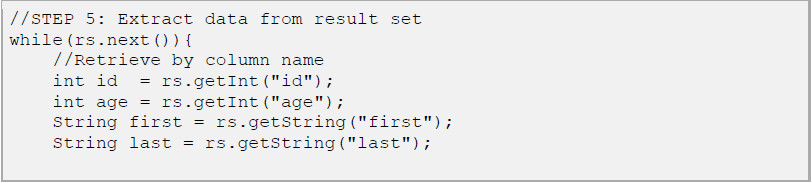 //STEP 5: Extract data from result set
while(rs.next()){
    //Retrieve by column name
    int id  = rs.getInt("id");
    int age = rs.getInt("age");
    String first = rs.getString("first");
    String last = rs.getString("last");